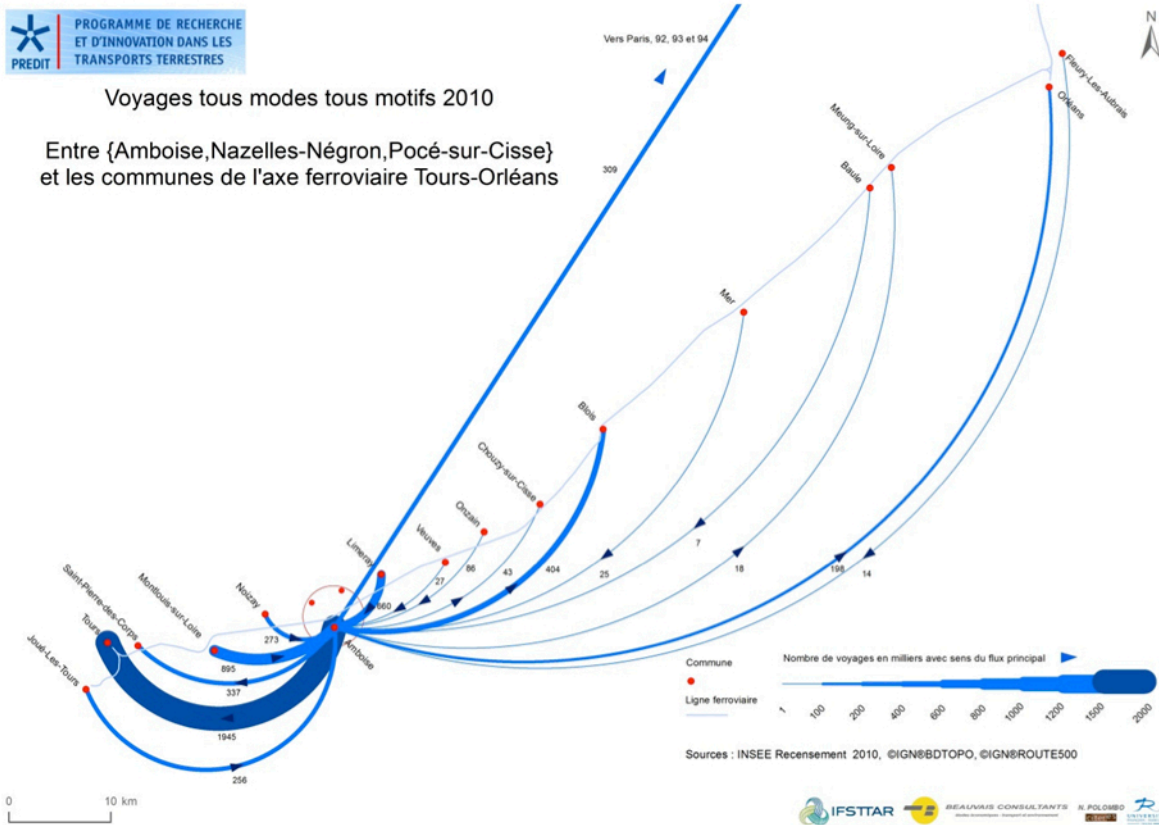 PREDIT
PROGRAMME DE RECHERCHE
ET D'INNOVATION DANS LES
TRANSPORTS TERRESTRES
Voyages tous modes tous motifs 2010
Entre {Amboise,Nazelles-Négron,Pocé-sur-Cisse}
et les communes de l'axe ferroviaire Tours-Orléans
Vers Paris, 92, 93 et 94
N
309
Fleury-Les-Aubrais
Orléans
Meung-sur-Loire
Baule
Mer
Blois
Chouzy-sur-Cisse
Onzain
Veuves
Limeray
Noizay
Montlouis-sur-Loire
Saint-Pierre-des-Corps
Tours
Joué-Les-Tours
Amboise
660
27
86
43
404
25
7
18
198
14
273
895
337
1945
256
Commune
Ligne ferroviaire
Nombre de voyages en milliers avec sens du flux principal
1
100
200
400
600
800
1000
1200
1500
2000
Sources : INSEE Recensement 2010, ©IGN®BDTOPO, ©IGN®ROUTE500
0
10 km
IFSTTAR
BEAUVAIS CONSULTANTS
N. POLOMBO